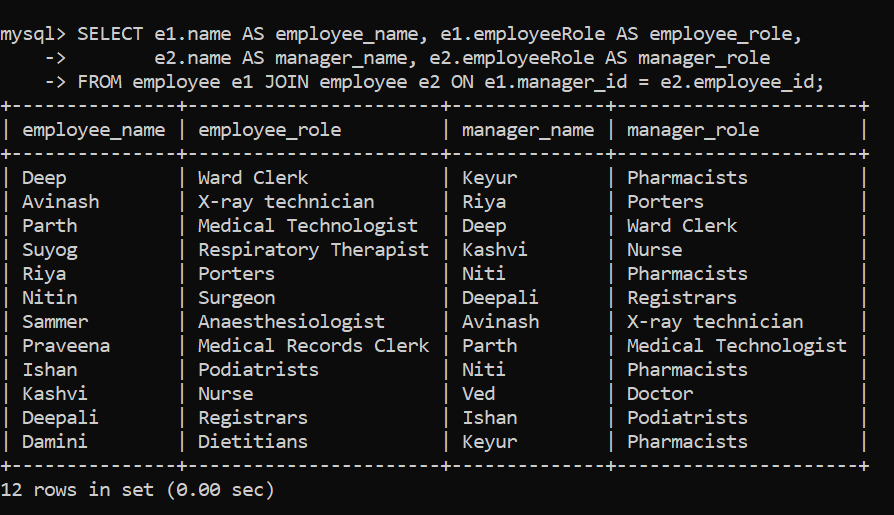 mysql> SELECT e1.name AS employee_name, e1.employeeRole AS employee_role,
    ->        e2.name AS manager_name, e2.employeeRole AS manager_role
    -> FROM employee e1 JOIN employee e2 ON e1.manager_id = e2.employee_id;
+---------------+-----------------------+--------------+----------------------+
| employee_name | employee_role         | manager_name | manager_role         |
+---------------+-----------------------+--------------+----------------------+
| Deep          | Ward Clerk            | Keyur        | Pharmacists          |
| Avinash       | X-ray technician      | Riya         | Porters              |
| Parth         | Medical Technologist  | Deep         | Ward Clerk           |
| Suyog         | Respiratory Therapist | Kashvi       | Nurse                |
| Riya          | Porters               | Niti         | Pharmacists          |
| Nitin         | Surgeon               | Deepali      | Registrars           |
| Sammer        | Anaesthesiologist     | Avinash      | X-ray technician     |
| Praveena      | Medical Records Clerk | Parth        | Medical Technologist |
| Ishan         | Podiatrists           | Niti         | Pharmacists          |
| Kashvi        | Nurse                 | Ved          | Doctor               |
| Deepali       | Registrars            | Ishan        | Podiatrists          |
| Damini        | Dietitians            | Keyur        | Pharmacists          |
+---------------+-----------------------+--------------+----------------------+
12 rows in set (0.00 sec)